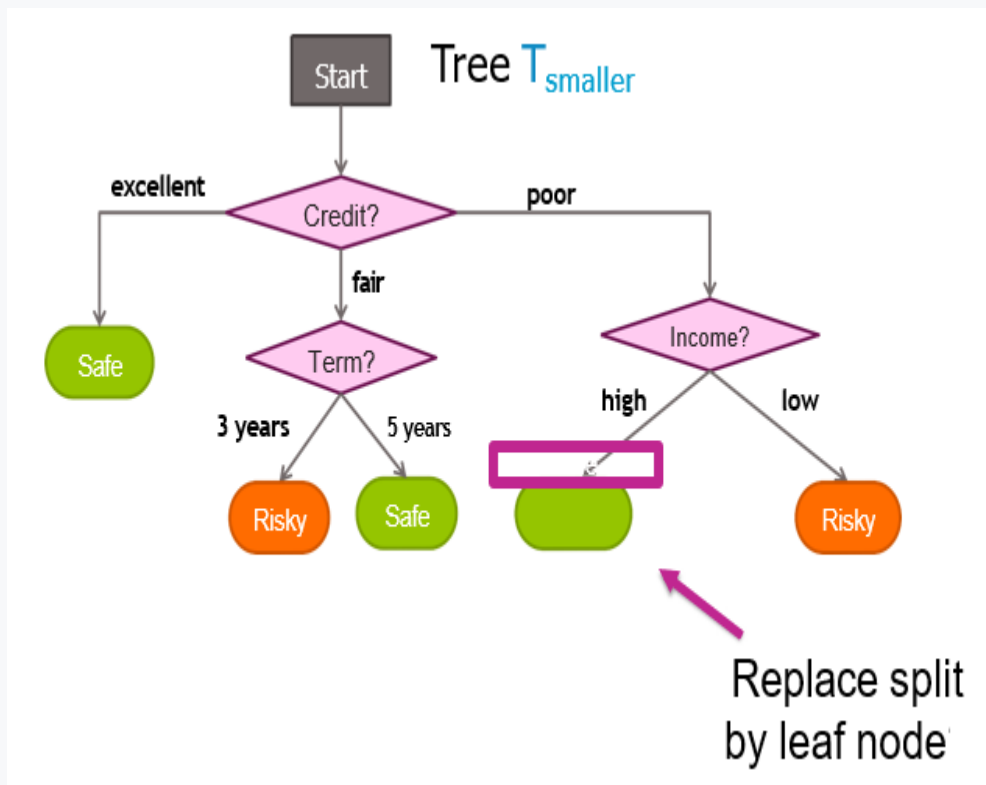 Start
Tree Tsmaller
excellent
Credit?
poor
fair
Safe
Term?
Income?
3 years
5 years
high
low
Risky
Safe
Risky
Replace split
by leaf node